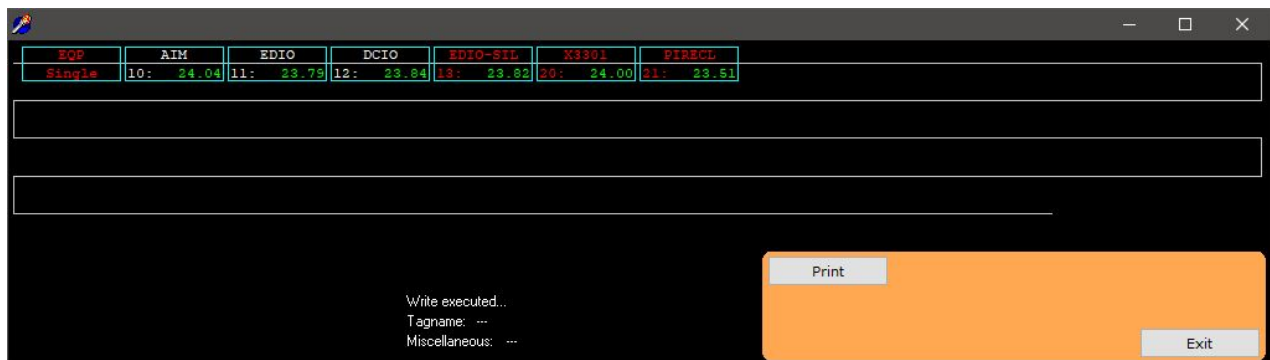 EQP AIM EDIO DCIO EDIO-SIL X3301 PIRECL
Single 10: 24.04 11: 23.79 12: 23.84 13: 23.82 20: 24.00 21: 23.51
Print
Write executed...
Tagname: ---
Miscellaneous: ---
Exit